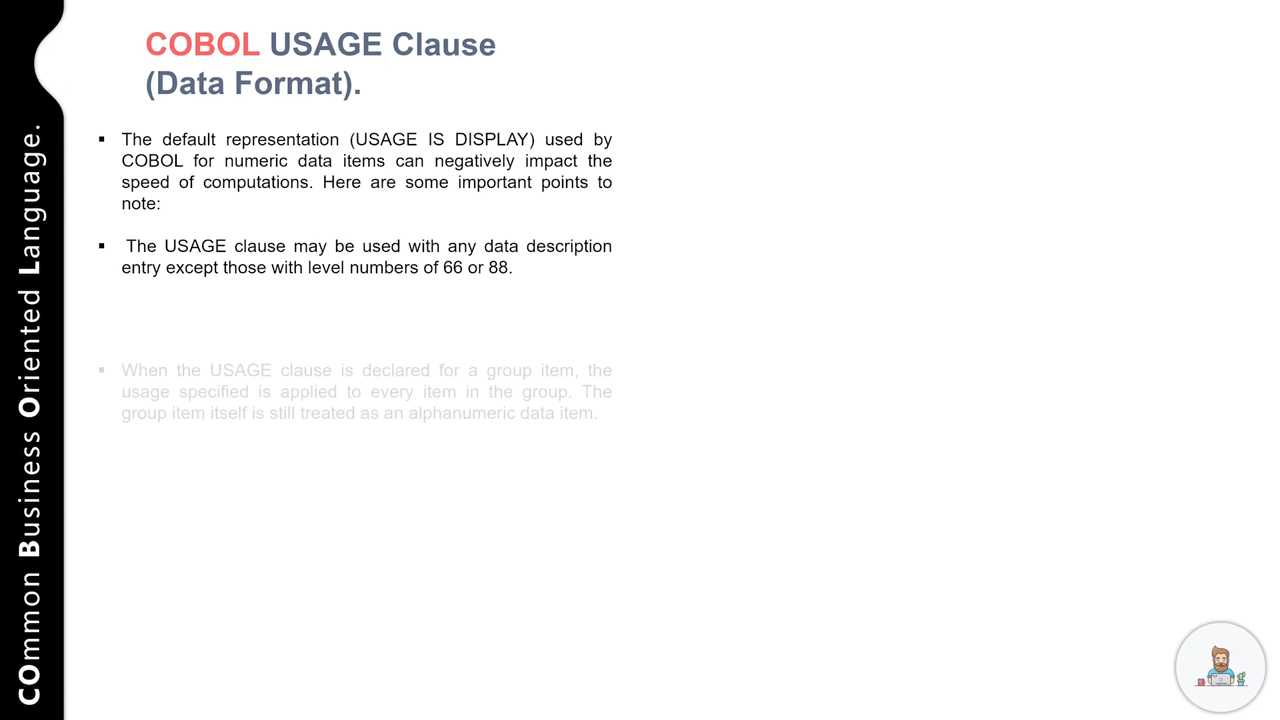 COBOL USAGE Clause
(Data Format).
▪ The default representation (USAGE IS DISPLAY) used by
COBOL for numeric data items can negatively impact the
speed of computations. Here are some important points to
note:
▪ The USAGE clause may be used with any data description
entry except those with level numbers of 66 or 88.
▪ When the USAGE clause is declared for a group item, the
usage specified is applied to every item in the group. The
group item itself is still treated as an alphanumeric data item.
COmmon Business Oriented Language.